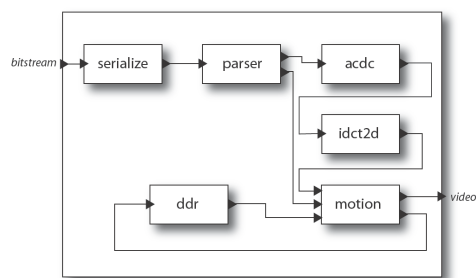 bitstream
serialize
parser
acdc
idct2d
ddr
motion
video